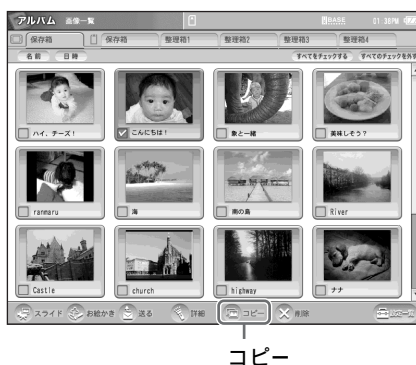 アルバム 画像一覧 BASE 01:38PM
保存箱 保存箱 整理箱1 整理箱2 整理箱3 整理箱4
名前 日時 すべてをチェックする すべてのチェックを外す
ハイ、チーズ! こんにちは! 象と一緒 美味しそう?
ranmaru 海 南の島 River
Castle church highway ナナ
スライド お絵かき 送る 詳細 コピー 削除
コピー